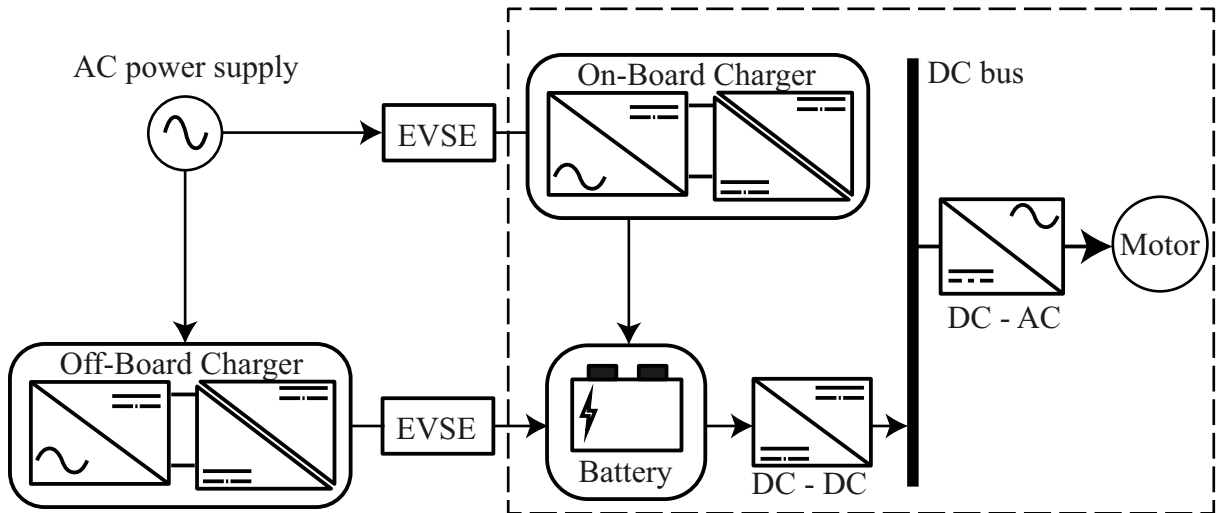 AC power supply
On-Board Charger
DC bus
EVSE
Motor
DC - AC
Off-Board Charger
EVSE
Battery
DC - DC